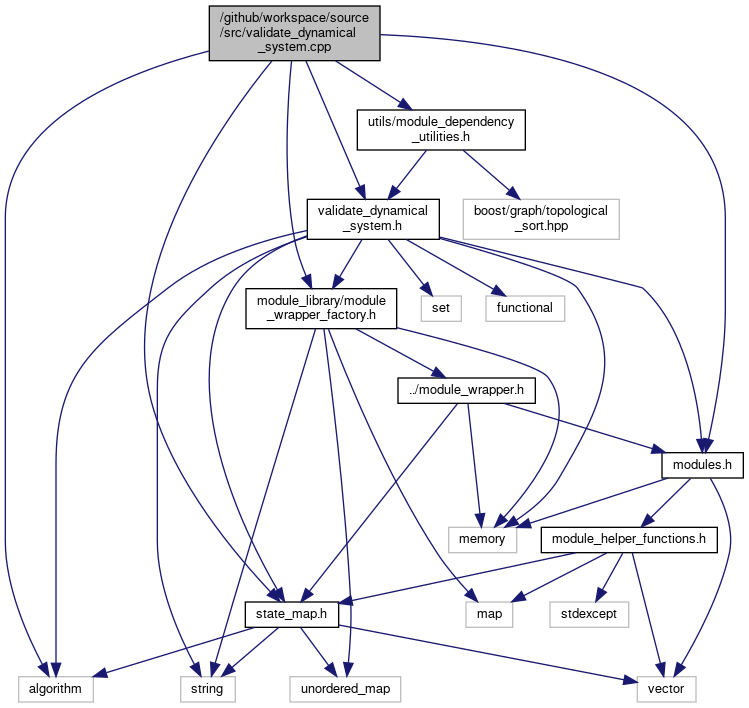 /github/workspace/source
/src/validate_dynamical
_system.cpp
utils/module_dependency
_utilities.h
validate_dynamical
_system.h
boost/graph/topological
_sort.hpp
module_library/module
_wrapper_factory.h
set
functional
../module_wrapper.h
modules.h
memory
module_helper_functions.h
state_map.h
map
stdexcept
algorithm
string
unordered_map
vector